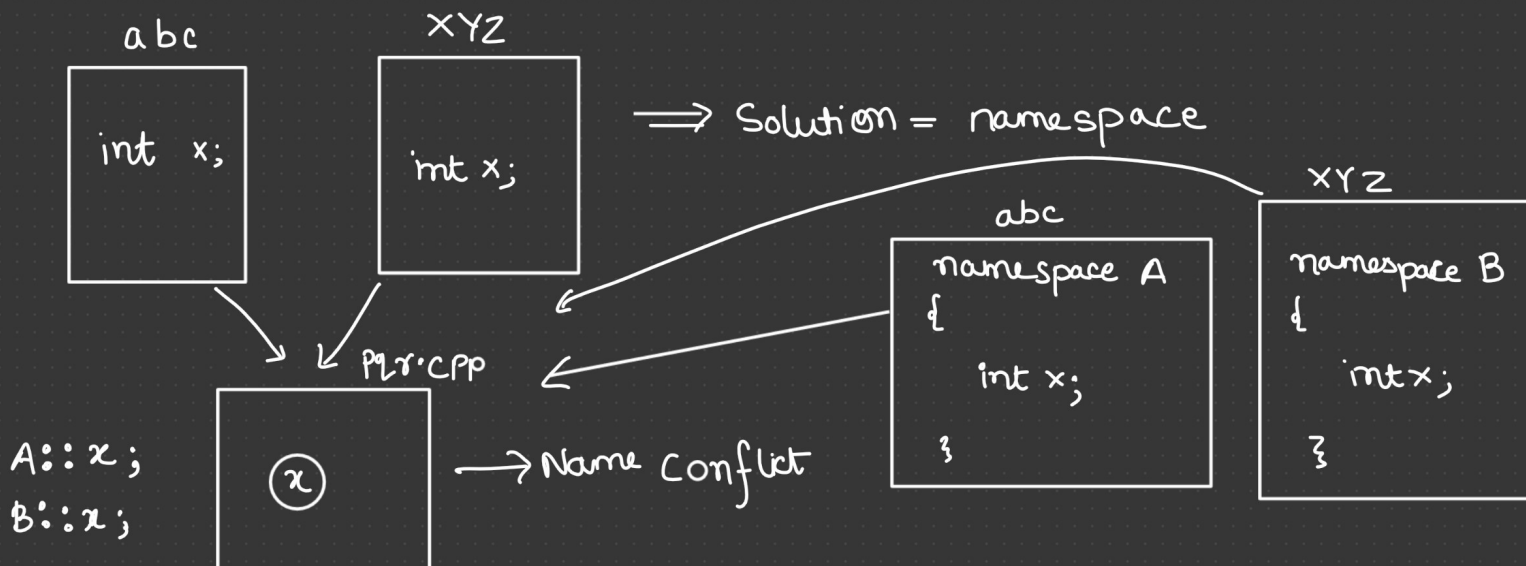 abc
XYZ
int x;
int x;
⟹ Solution = namespace
abc
XYZ
namespace A
{
int x;
}
namespace B
{
int x;
}
pqr.cpp
x
→ Name conflict
A::x;
B::x;